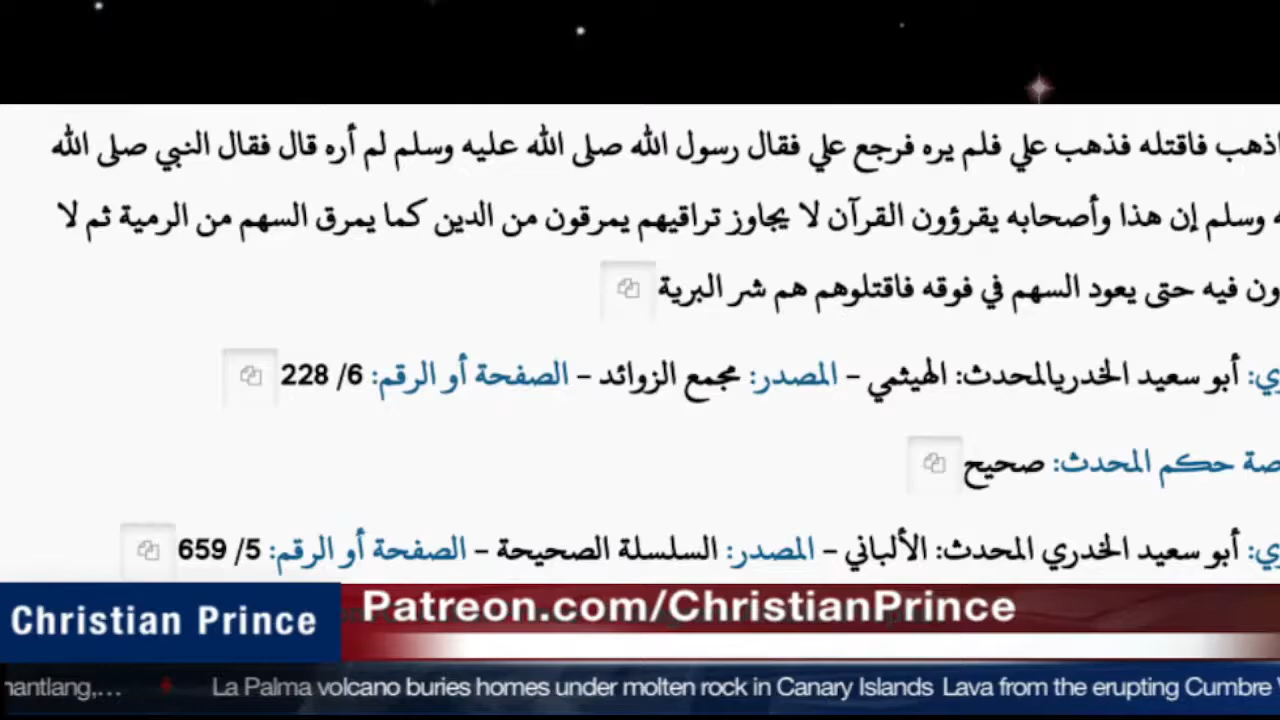 اذهب فاقتله فذهب علي فلم يره فرجع علي فقال رسول الله صلى الله عليه وسلم لم أره قال فقال النبي صلى الله
وسلم إن هذا وأصحابه يقرؤون القرآن لا يجاوز تراقيهم يمرقون من الدين كما يمرق السهم من الرمية ثم لا
ون فيه حتى يعود السهم في فوقه فاقتلوهم هم شر البرية
ي: أبو سعيد الخدريالمحدث: الهيثمي – المصدر: مجمع الزوائد – الصفحة أو الرقم: 6/ 228
صة حكم المحدث: صحيح
ي: أبو سعيد الخدري المحدث: الألباني – المصدر: السلسلة الصحيحة – الصفحة أو الرقم: 5/ 659
Christian Prince
Patreon.com/ChristianPrince
hantlang,... La Palma volcano buries homes under molten rock in Canary Islands Lava from the erupting Cumbre